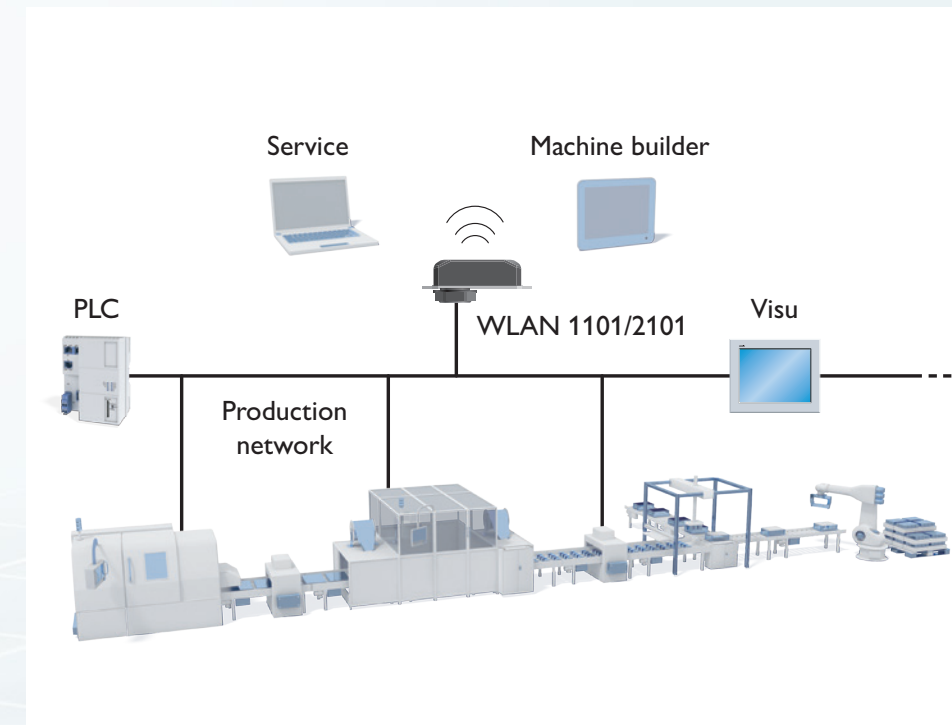 Service
Machine builder
PLC
WLAN 1101/2101
Visu
Production
network